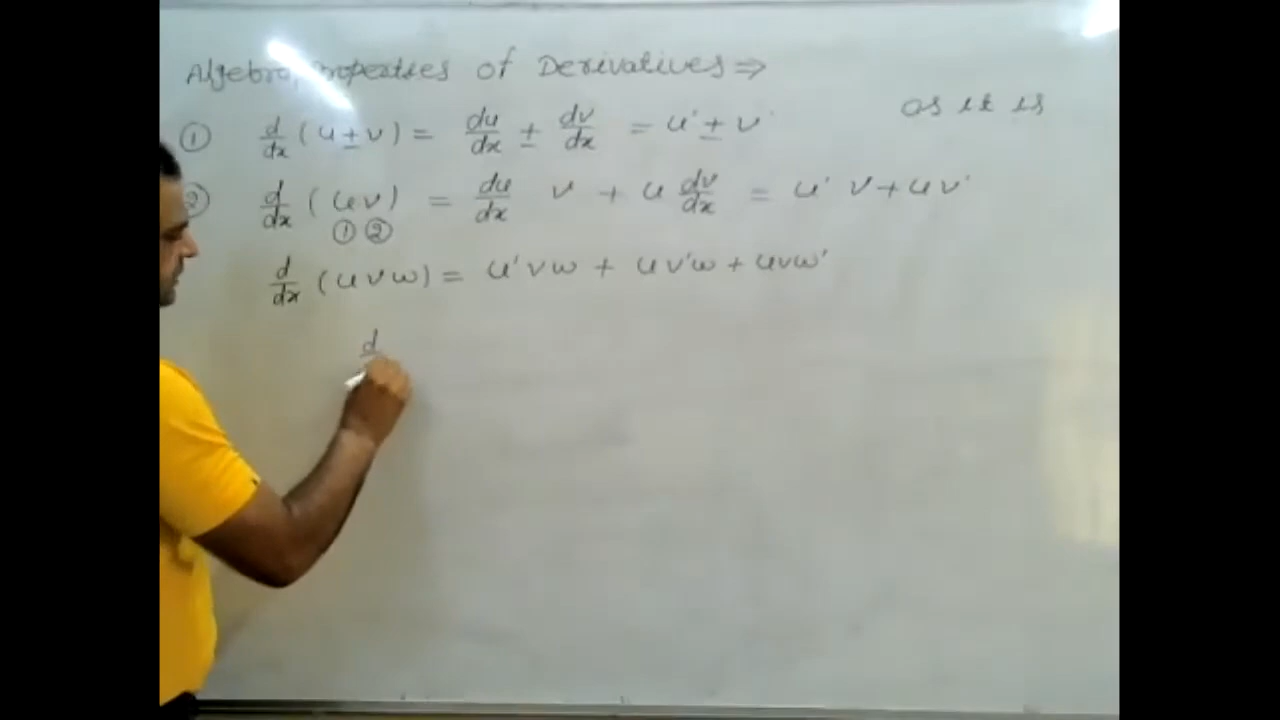 Algebra Properties of Derivatives ⇒
as it is
① d/dx (u ± v) = du/dx ± dv/dx = u' ± v'
② d/dx (uv) = du/dx v + u dv/dx = u' v + uv'
① ②
d/dx (uvw) = u'vw + uv'w + uvw'
d